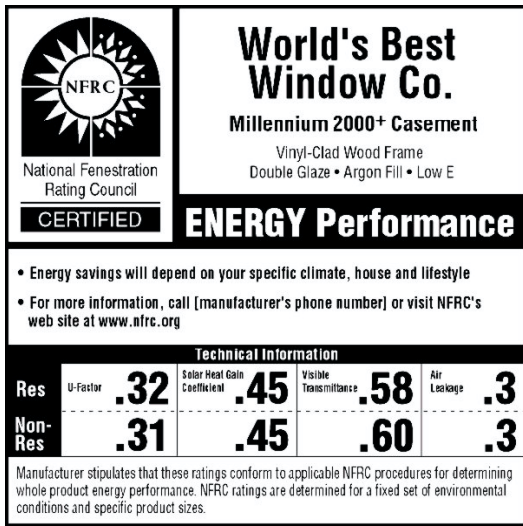 NFRC
National Fenestration
Rating Council
CERTIFIED
World's Best
Window Co.
Millennium 2000+ Casement
Vinyl-Clad Wood Frame
Double Glaze • Argon Fill • Low E
ENERGY Performance
• Energy savings will depend on your specific climate, house and lifestyle
• For more information, call [manufacturer's phone number] or visit NFRC's
web site at www.nfrc.org
Technical Information
Res U-Factor .32 Solar Heat Gain Coefficient .45 Visible Transmittance .58 Air Leakage .3
Non-Res .31 .45 .60 .3
Manufacturer stipulates that these ratings conform to applicable NFRC procedures for determining
whole product energy performance. NFRC ratings are determined for a fixed set of environmental
conditions and specific product sizes.